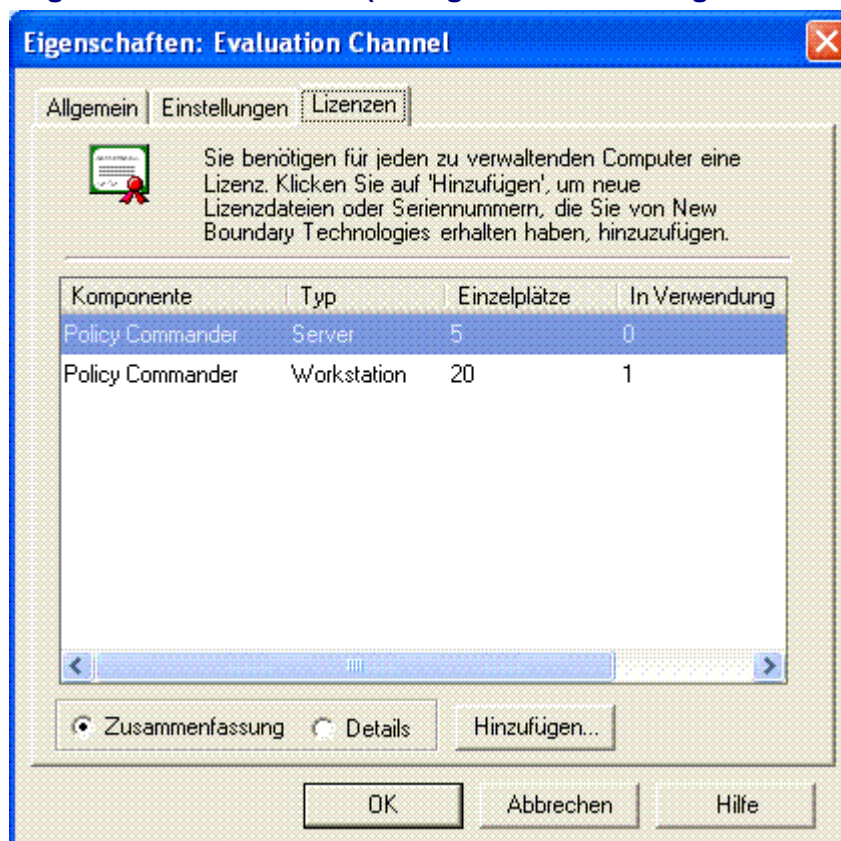 Eigenschaften: Evaluation Channel
Allgemein Einstellungen Lizenzen
Sie benötigen für jeden zu verwaltenden Computer eine
Lizenz. Klicken Sie auf 'Hinzufügen', um neue
Lizenzdateien oder Seriennummern, die Sie von New
Boundary Technologies erhalten haben, hinzuzufügen.
Komponente Typ Einzelplätze In Verwendung
Policy Commander Server 5 0
Policy Commander Workstation 20 1
Zusammenfassung Details Hinzufügen...
OK Abbrechen Hilfe